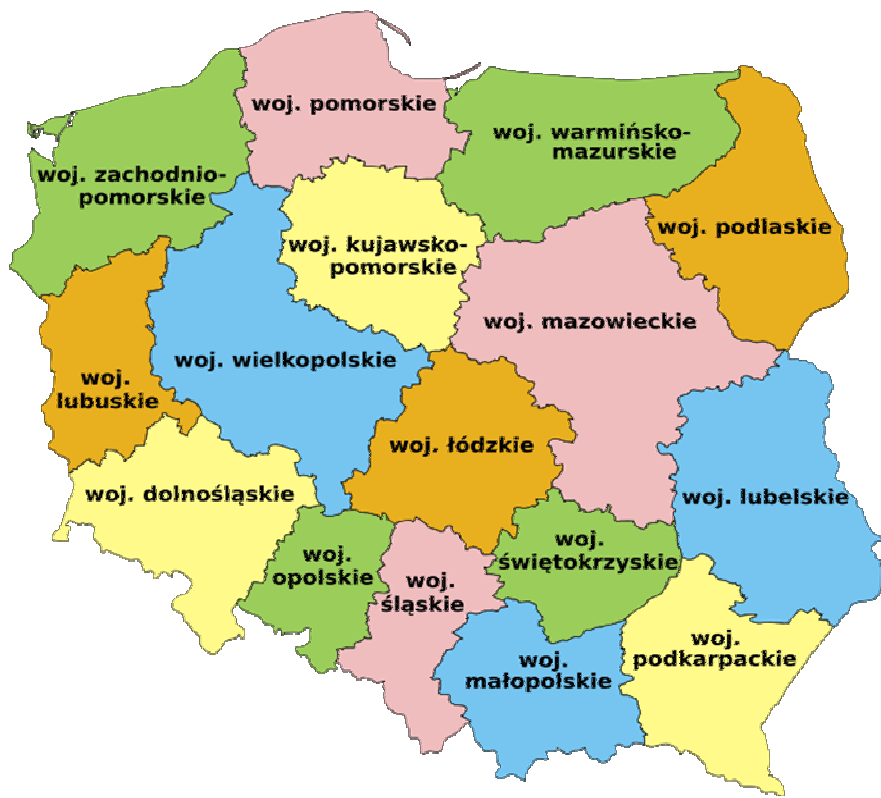 woj. pomorskie
woj. warmińsko-
mazurskie
woj. zachodnio-
pomorskie
woj. podlaskie
woj. kujawsko-
pomorskie
woj. mazowieckie
woj. wielkopolskie
woj.
lubuskie
woj. łódzkie
woj. dolnośląskie
woj. lubelskie
woj.
opolskie
woj.
śląskie
woj.
świętokrzyskie
woj.
małopolskie
woj.
podkarpackie